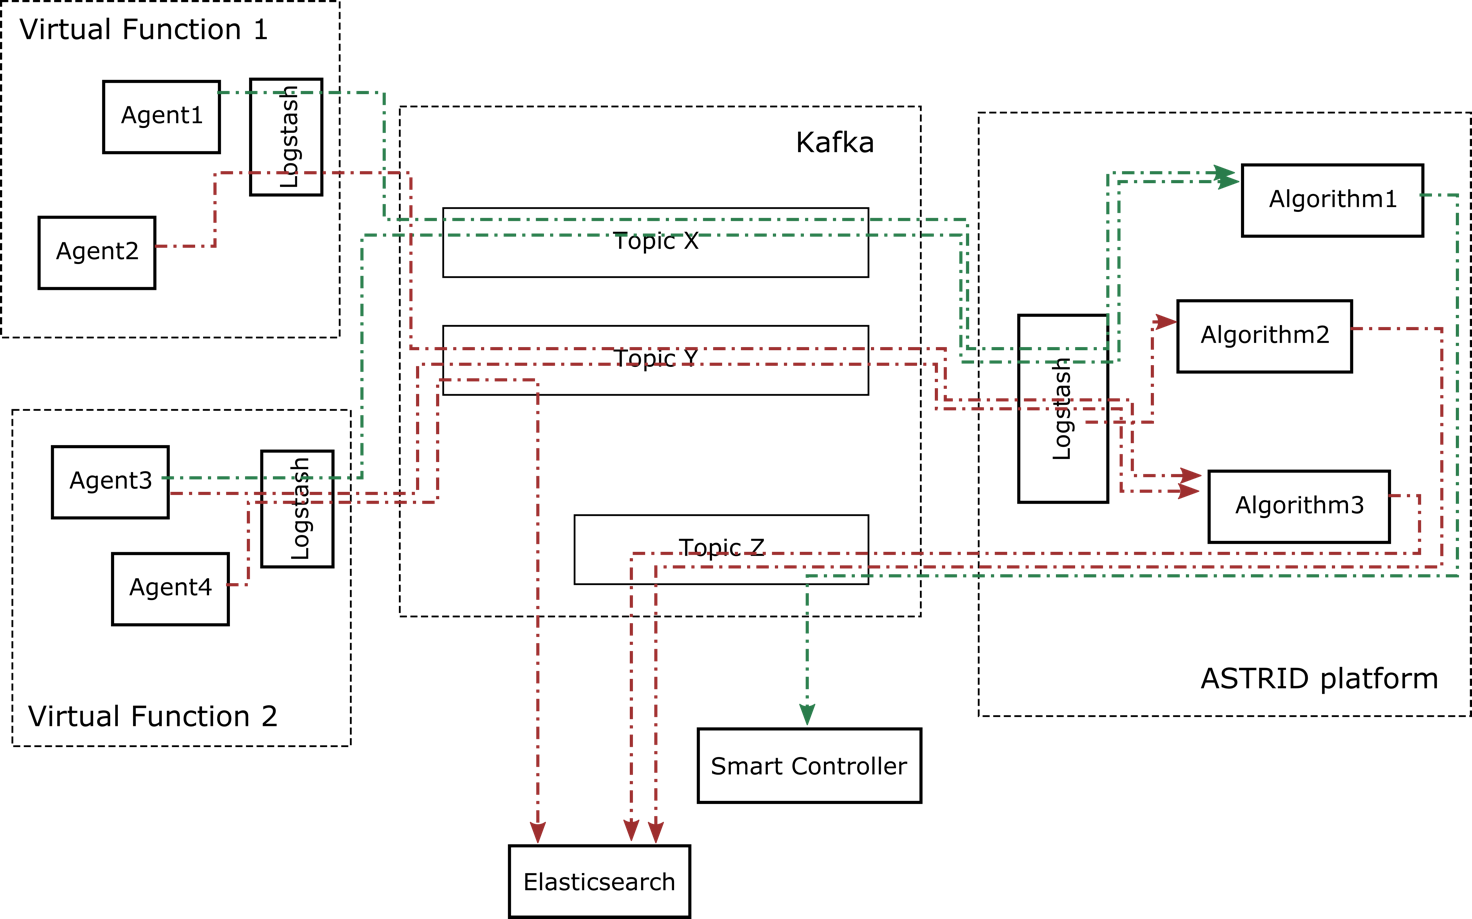 Virtual Function 1
Agent1
Logstash
Agent2
Kafka
Topic X
Topic Y
Topic Z
Algorithm1
Algorithm2
Logstash
Algorithm3
ASTRID platform
Agent3
Logstash
Agent4
Virtual Function 2
Smart Controller
Elasticsearch